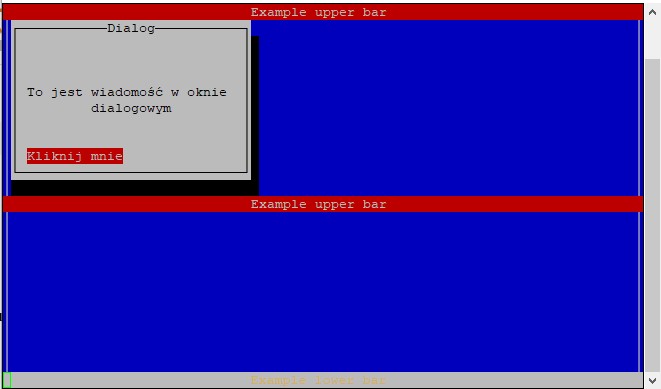 Example upper bar
Dialog
To jest wiadomość w oknie
dialogowym
Kliknij mnie
Example upper bar
Example lower bar